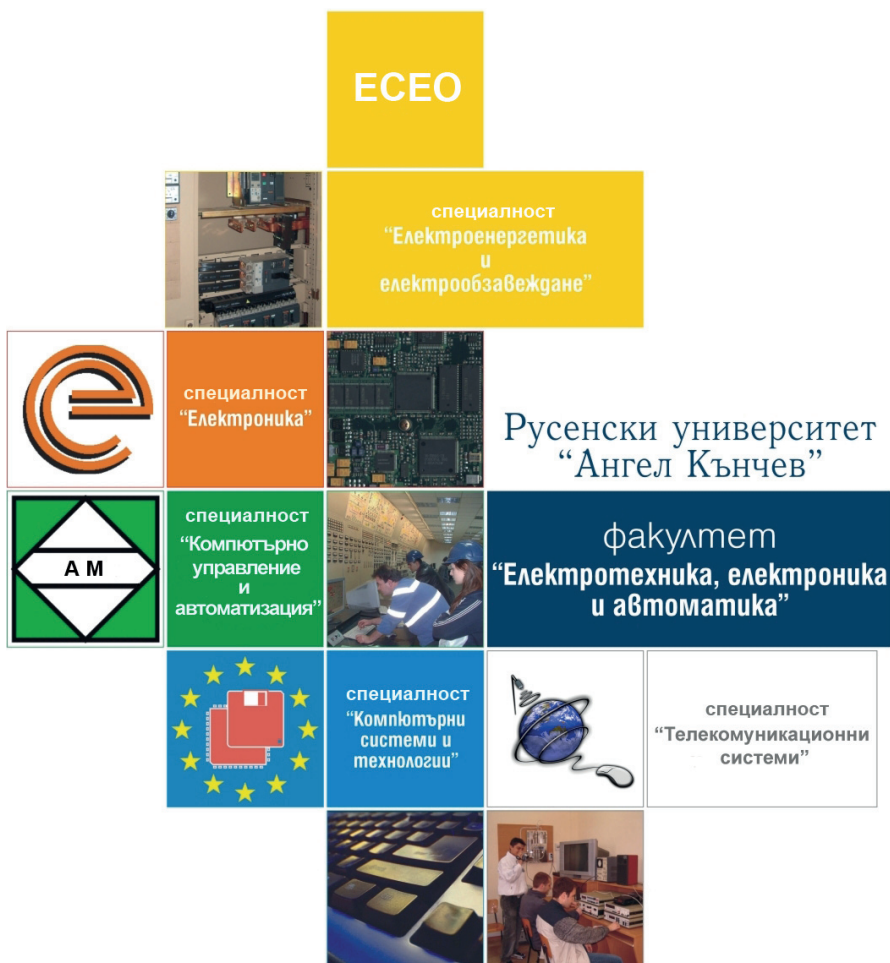 ЕСЕО
специалност
“Електроенергетика
и
електрообзавеждане”
специалност
“Електроника”
Русенски университет
“Ангел Кънчев”
А М
специалност
“Компютърно
управление
и
автоматизация”
факултет
“Електротехника, електроника
и автоматика”
специалност
“Компютърни
системи и
технологии”
специалност
“Телекомуникационни
системи”